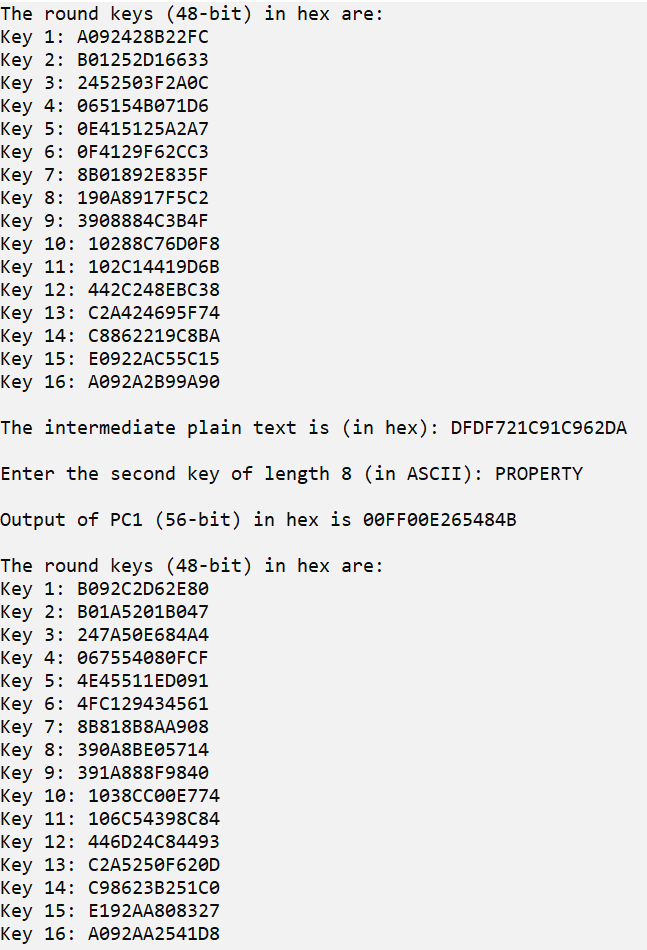 The round keys (48-bit) in hex are:
Key 1: A092428B22FC
Key 2: B01252D16633
Key 3: 2452503F2A0C
Key 4: 065154B071D6
Key 5: 0E415125A2A7
Key 6: 0F4129F62CC3
Key 7: 8B01892E835F
Key 8: 190A8917F5C2
Key 9: 3908884C3B4F
Key 10: 10288C76D0F8
Key 11: 102C14419D6B
Key 12: 442C248EBC38
Key 13: C2A424695F74
Key 14: C8862219C8BA
Key 15: E0922AC55C15
Key 16: A092A2B99A90
The intermediate plain text is (in hex): DFDF721C91C962DA
Enter the second key of length 8 (in ASCII): PROPERTY
Output of PC1 (56-bit) in hex is 00FF00E265484B
The round keys (48-bit) in hex are:
Key 1: B092C2D62E80
Key 2: B01A5201B047
Key 3: 247A50E684A4
Key 4: 067554080FCF
Key 5: 4E45511ED091
Key 6: 4FC129434561
Key 7: 8B818B8AA908
Key 8: 390A8BE05714
Key 9: 391A888F9840
Key 10: 1038CC00E774
Key 11: 106C54398C84
Key 12: 446D24C84493
Key 13: C2A5250F620D
Key 14: C98623B251C0
Key 15: E192AA808327
Key 16: A092AA2541D8